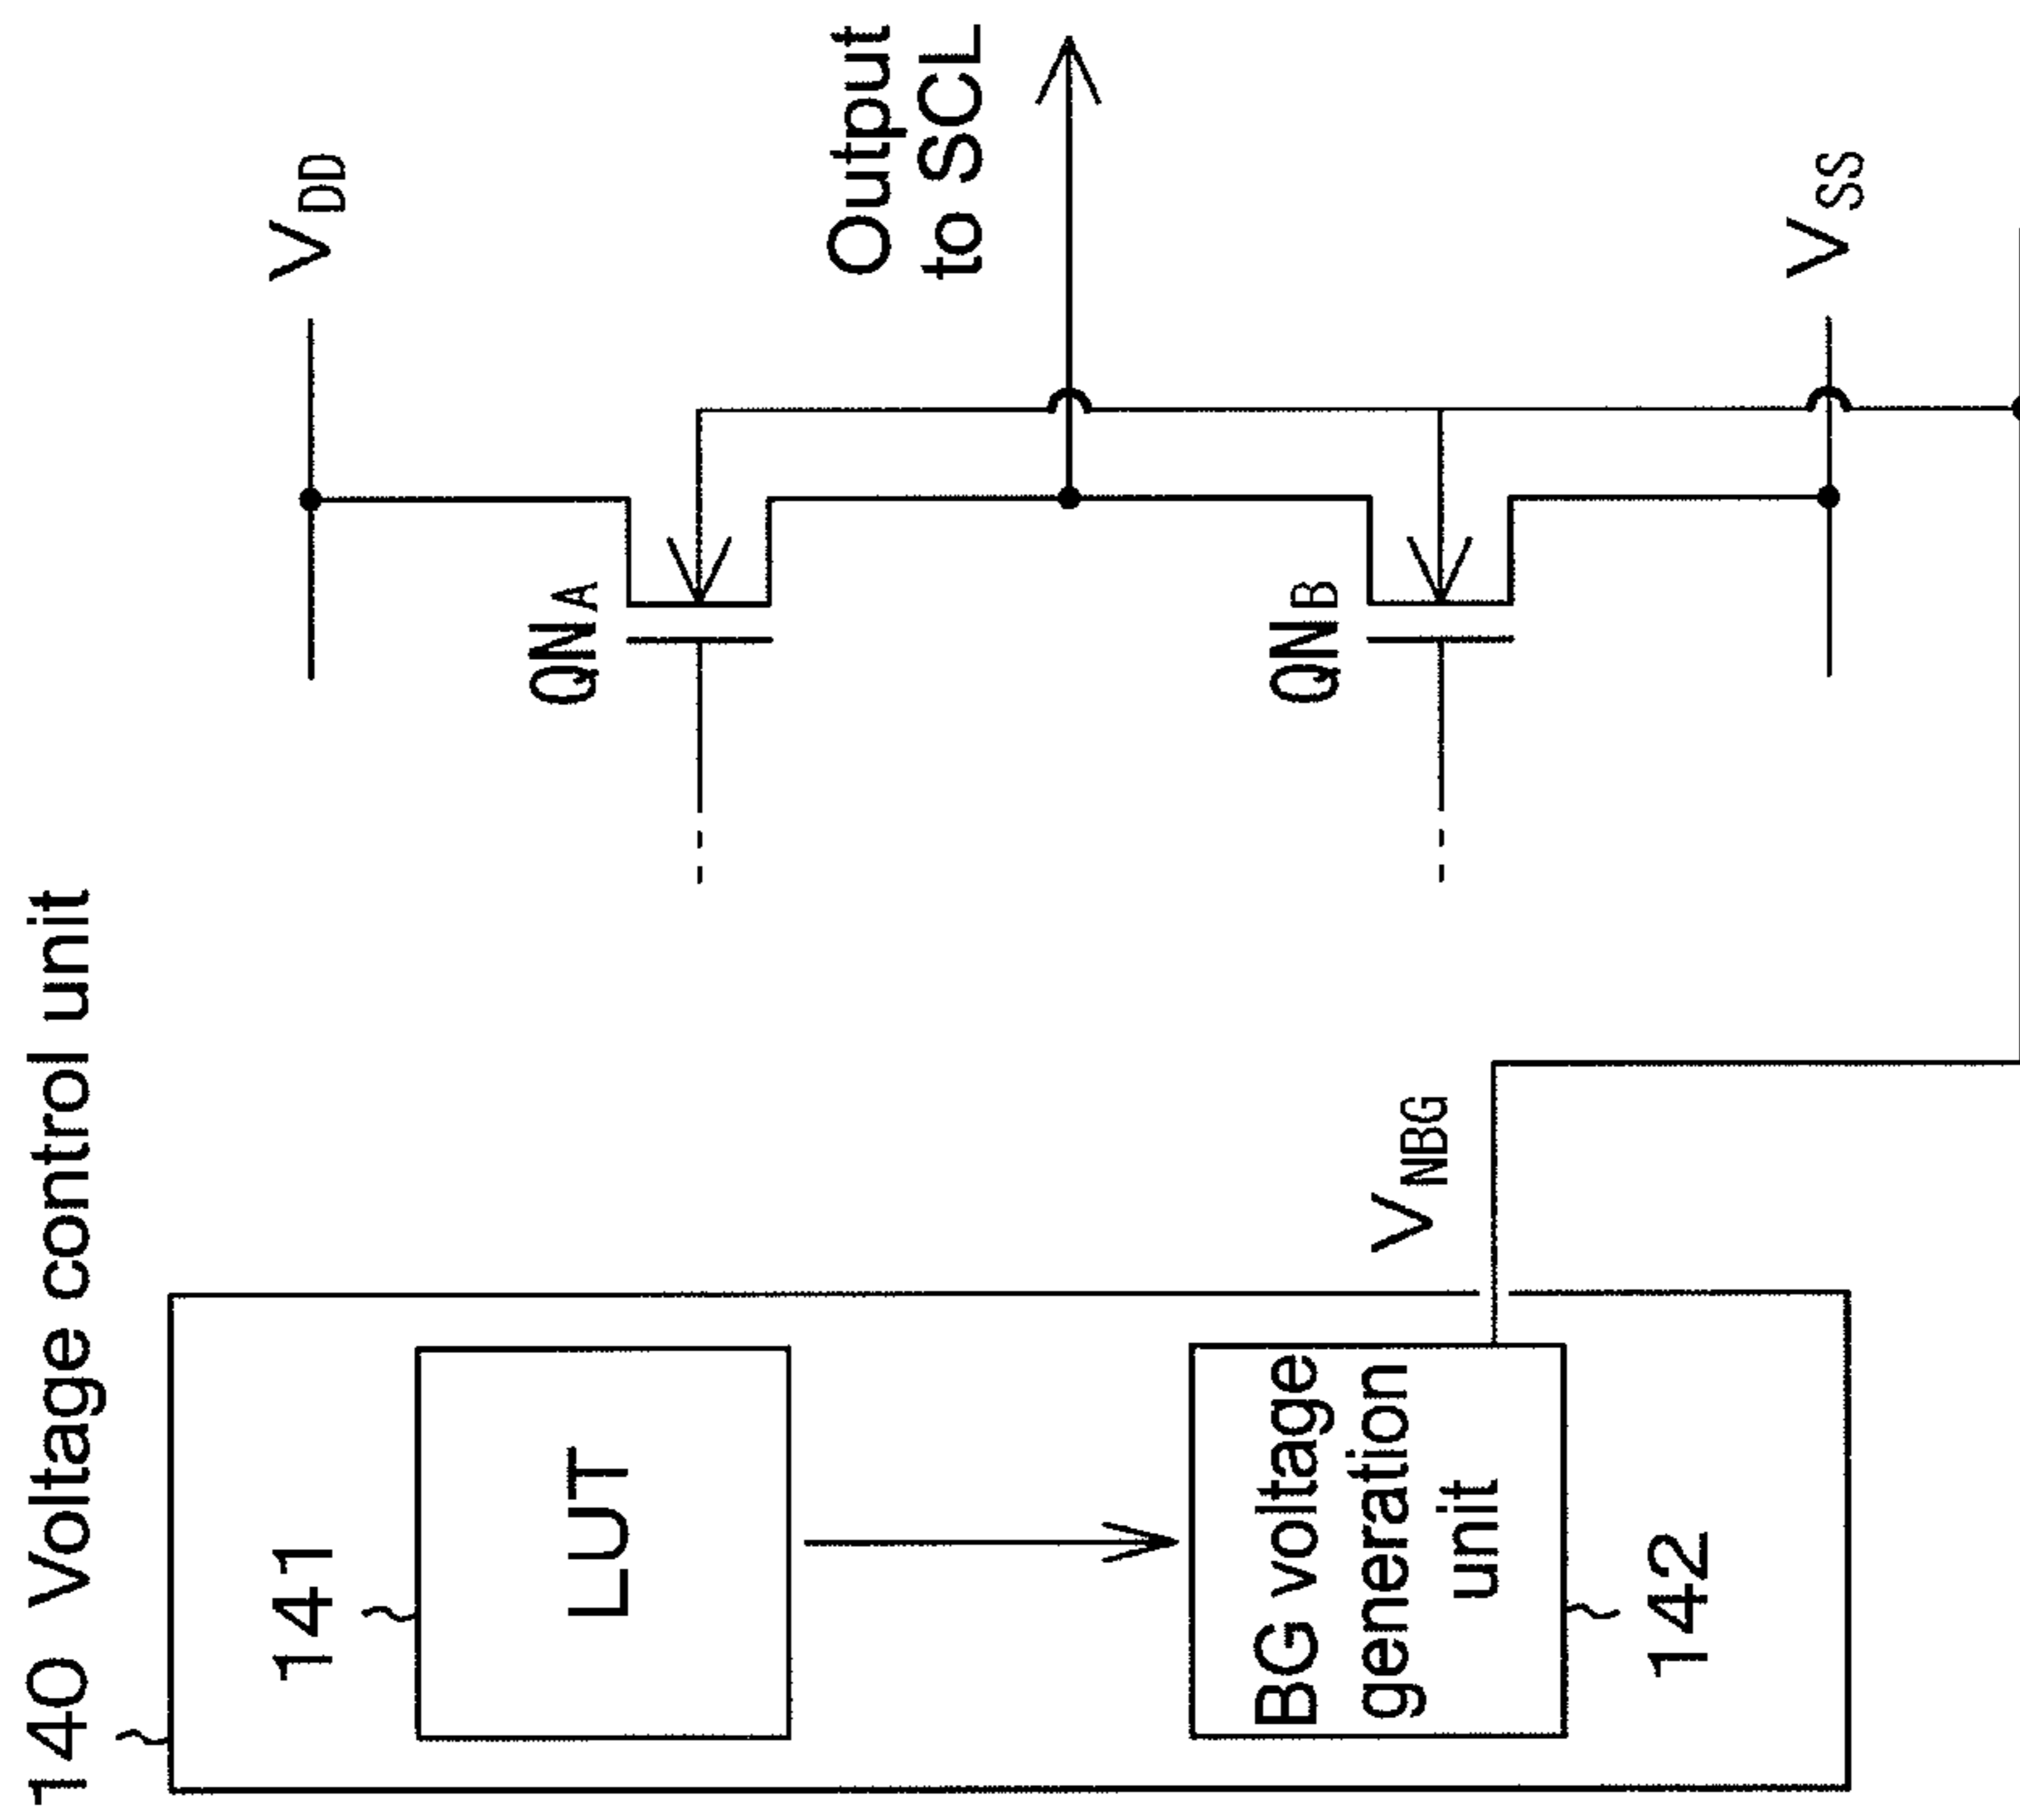 140 Voltage control unit
141
LUT
BG voltage
generation
unit
142
V_NBG
V_DD
QN_A
Output
to SCL
QN_B
V_SS